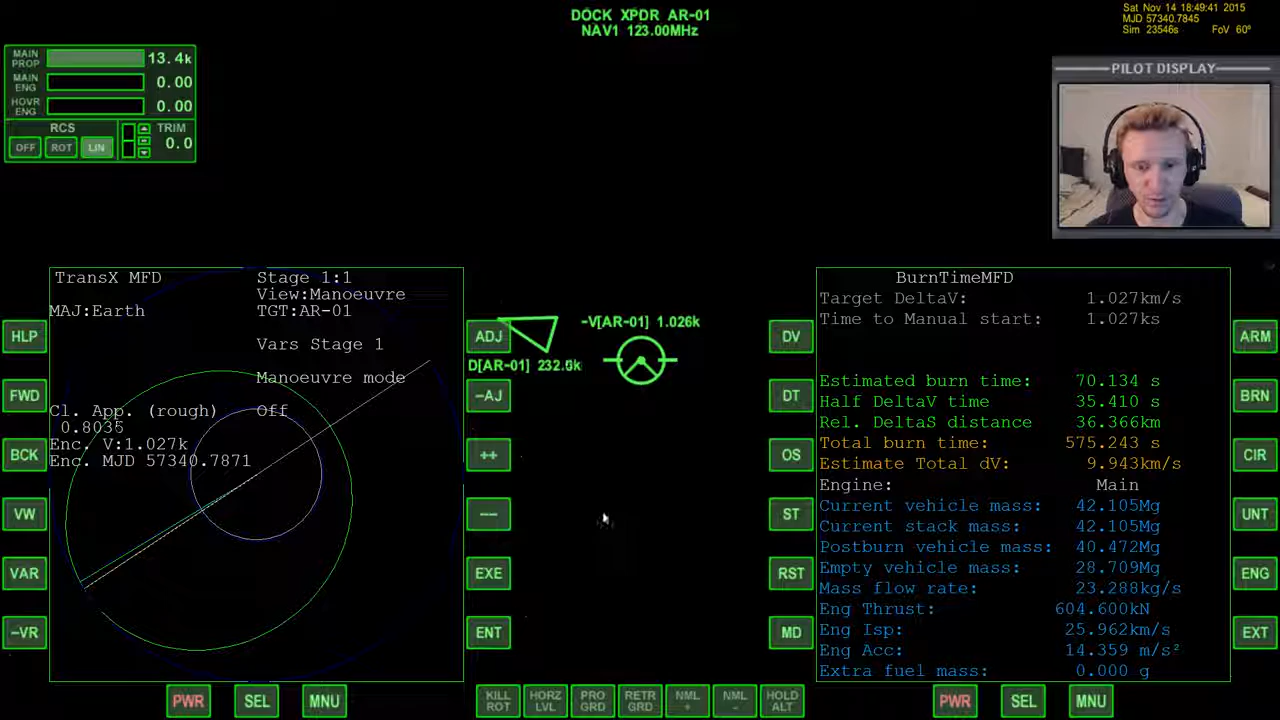 DOCK XPDR AR-01
NAV1 123.00MHz
Sat Nov 14 18:49:41 2015
MJD 57340.7845
Sim 23546s FoV 60º
MAIN PROP 13.4k
MAIN ENG 0.00
HOVR ENG 0.00
RCS TRIM
OFF ROT LIN 0.0
PILOT DISPLAY
TransX MFD Stage 1:1
View:Manoeuvre
MAJ:Earth TGT:AR-01
Vars Stage 1
Manoeuvre mode
Cl. App. (rough) Off
0.8035
Enc. V:1.027k
Enc. MJD 57340.7871
HLP
FWD
BCK
VW
VAR
-VR
ADJ
-AJ
++
--
EXE
ENT
PWR SEL MNU
-V[AR-01] 1.026k
D[AR-01] 232.0k
KILL ROT
HORZ LVL
PRO GRD
RETR GRD
NML +
NML -
HOLD ALT
BurnTimeMFD
Target DeltaV: 1.027km/s
Time to Manual start: 1.027ks
Estimated burn time: 70.134 s
Half DeltaV time 35.410 s
Rel. DeltaS distance 36.366km
Total burn time: 575.243 s
Estimate Total dV: 9.943km/s
Engine: Main
Current vehicle mass: 42.105Mg
Current stack mass: 42.105Mg
Postburn vehicle mass: 40.472Mg
Empty vehicle mass: 28.709Mg
Mass flow rate: 23.288kg/s
Eng Thrust: 604.600kN
Eng Isp: 25.962km/s
Eng Acc: 14.359 m/s²
Extra fuel mass: 0.000 g
DV
DT
OS
ST
RST
MD
ARM
BRN
CIR
UNT
ENG
EXT
PWR SEL MNU